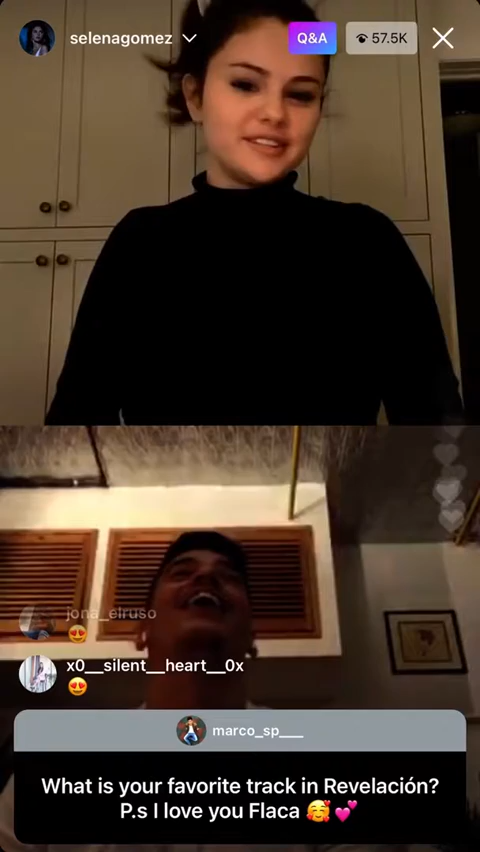 selenagomez
Q&A
57.5K
jona_elruso
😍
x0__silent__heart__0x
😍
marco_sp___
What is your favorite track in Revelación?
P.s I love you Flaca 🥰 💕